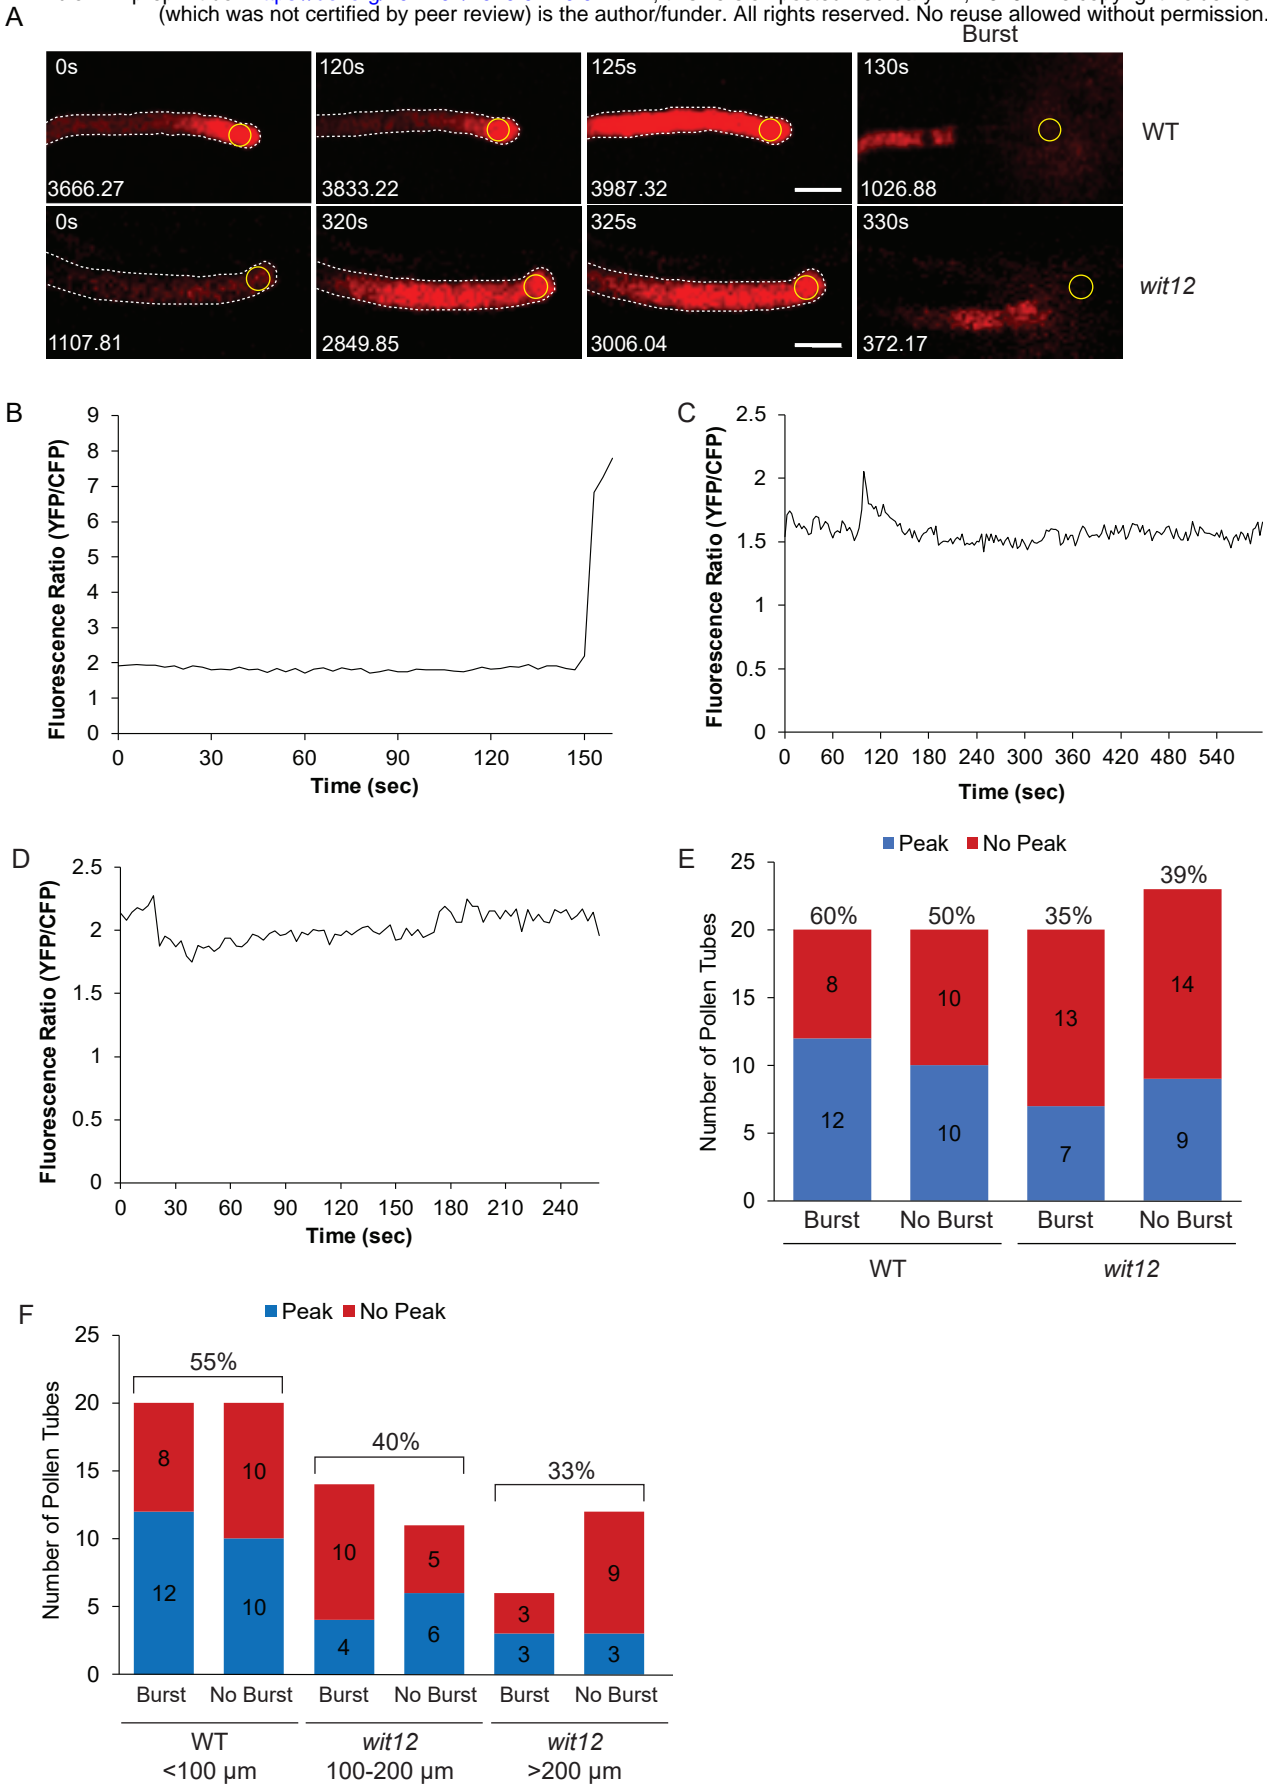 (which was not certified by peer review) is the author/funder. All rights reserved. No reuse allowed without permission.
A
Burst
0s
120s
125s
130s
3666.27
3833.22
3987.32
1026.88
WT
0s
320s
325s
330s
1107.81
2849.85
3006.04
372.17
wit12
B
Fluorescence Ratio (YFP/CFP)
9
8
7
6
5
4
3
2
1
0
0 30 60 90 120 150
Time (sec)
C
Fluorescence Ratio (YFP/CFP)
2.5
2
1.5
1
0.5
0
0 60 120 180 240 300 360 420 480 540
Time (sec)
D
Fluorescence Ratio (YFP/CFP)
2.5
2
1.5
1
0.5
0
0 30 60 90 120 150 180 210 240
Time (sec)
E
Peak No Peak
Number of Pollen Tubes
25
20
15
10
5
0
60% 50% 35% 39%
8 10 13 14
12 10 7 9
Burst No Burst Burst No Burst
WT wit12
F
Peak No Peak
Number of Pollen Tubes
25
20
15
10
5
0
55% 40% 33%
8 10 10 5 3 9
12 10 4 6 3 3
Burst No Burst Burst No Burst Burst No Burst
WT wit12 wit12
<100 µm 100-200 µm >200 µm